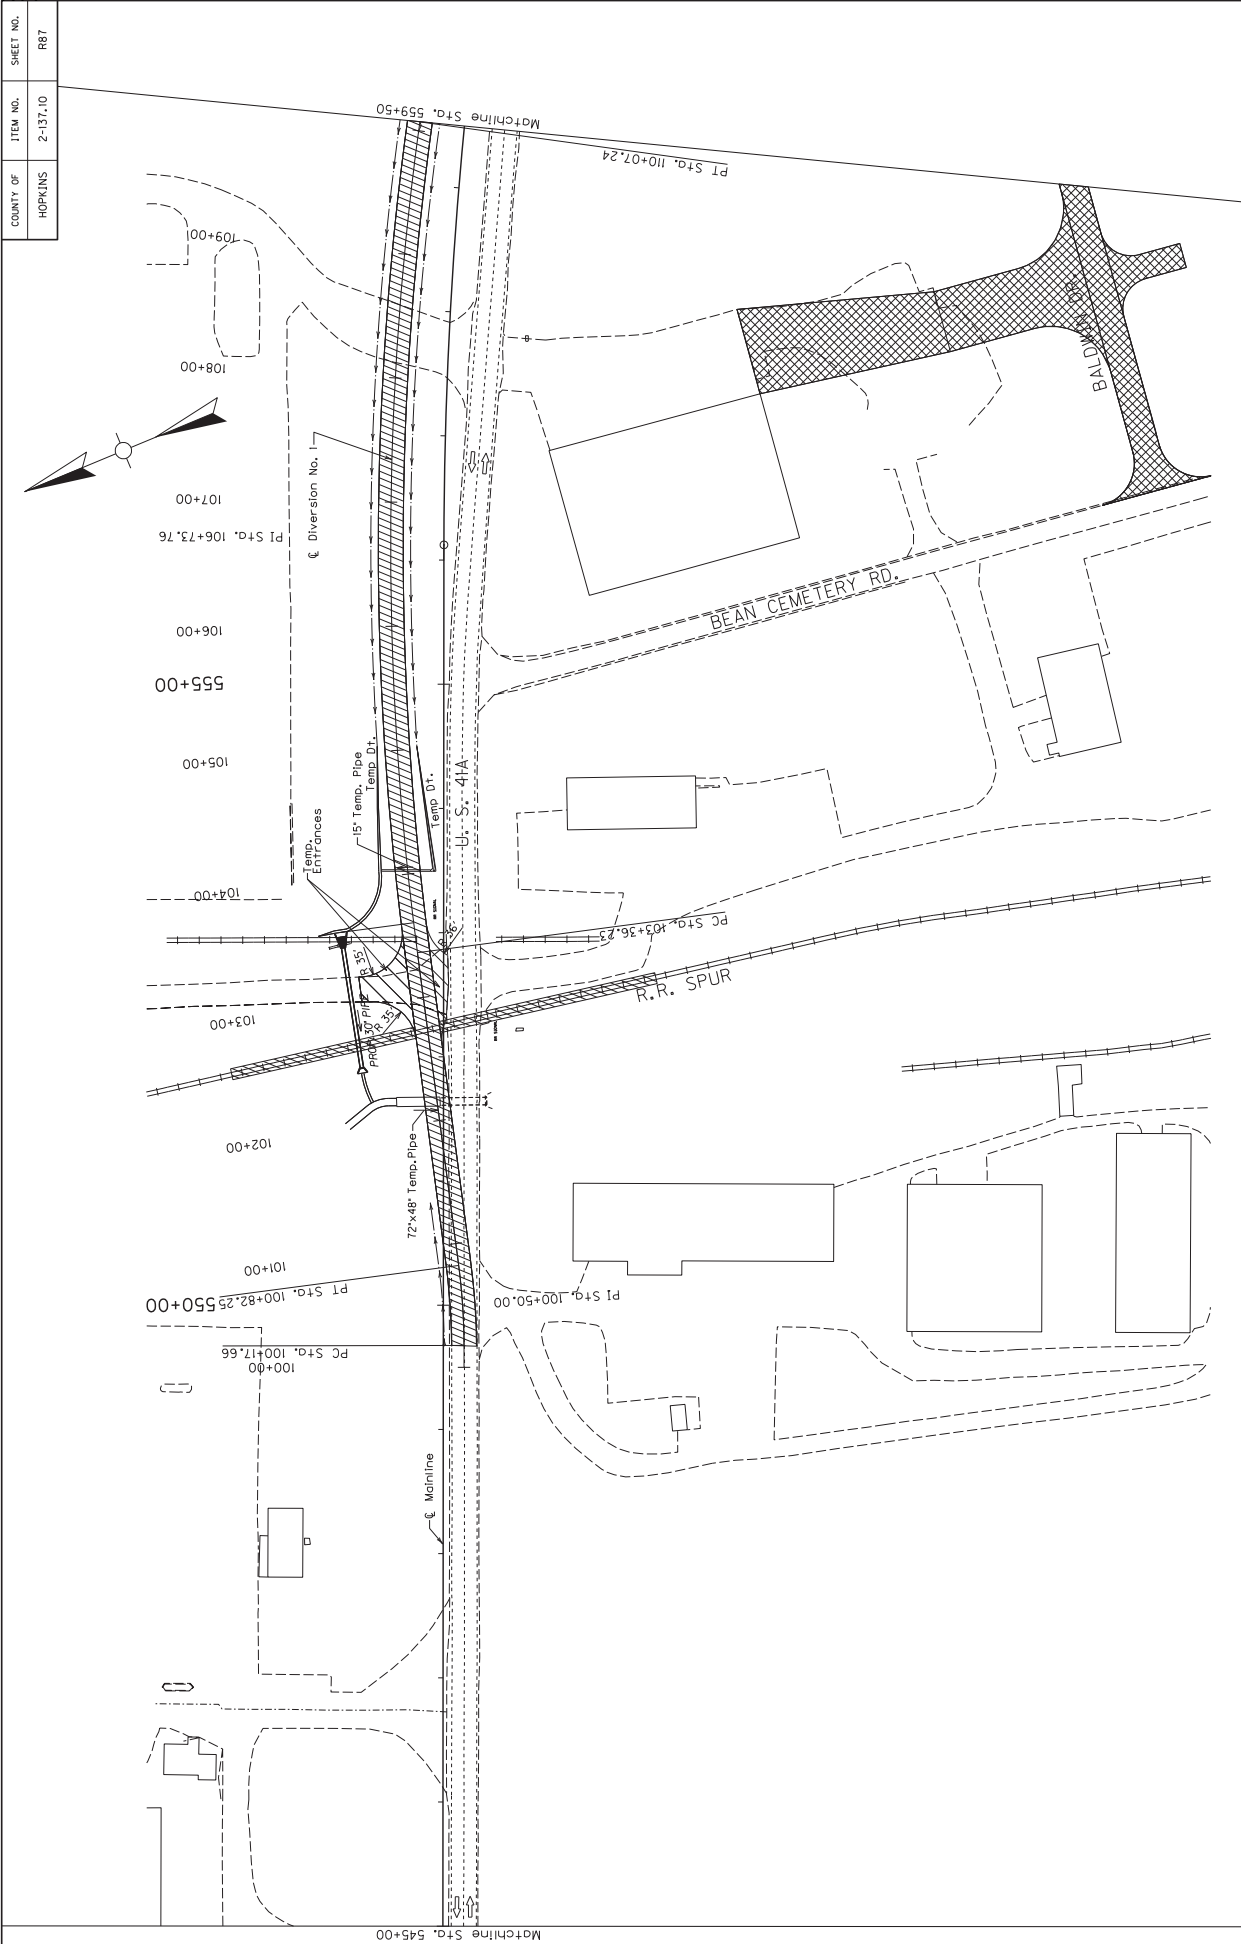 COUNTY OF
ITEM NO.
SHEET NO.
HOPKINS
2-137.10
R87
Matchline Sta. 559+50
PT Sta. 110+07.24
109+00
108+00
BALDWIN DR.
℄ Diversion No. 1
107+00
PI Sta. 106+73.76
BEAN CEMETERY RD.
106+00
555+00
105+00
15" Temp. Pipe
Temp Dt.
Temp Dt.
U. S. 41A
Temp.
Entrances
104+00
PC Sta. 103+36.23
R 36'
R 35'
R.R. SPUR
103+00
PROP. 30" PIPE
R 35'
102+00
72"x48" Temp. Pipe
101+00
PT Sta. 100+82.25
550+00
PI Sta. 100+50.00
PC Sta. 100+17.66
100+00
℄ Mainline
Matchline Sta. 545+00